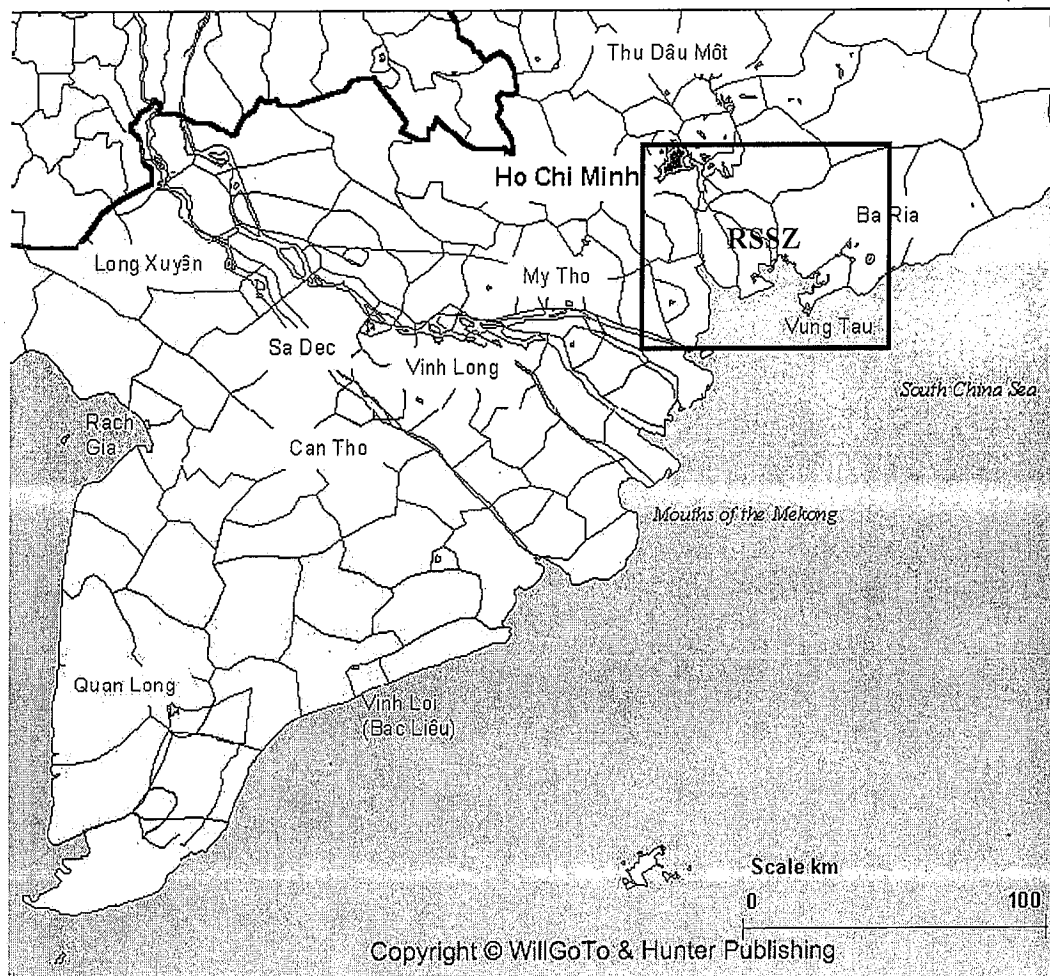 Thu Dâu Môt
Ho Chi Minh
Ba Ria
RSSZ
Long Xuyên
My Tho
Vung Tau
Sa Dec
Vinh Long
South China Sea
Rach
Gia
Can Tho
Mouths of the Mekong
Quan Long
Vinh Loi
(Bac Liêu)
Scale km
0 100
Copyright © WillGoTo & Hunter Publishing